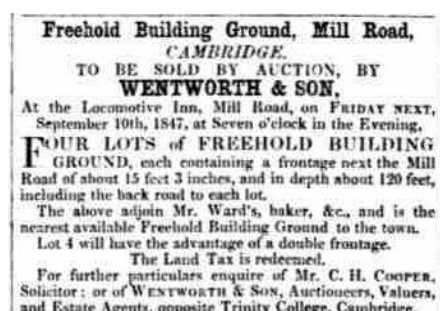 Freehold Building Ground, Mill Road,
CAMBRIDGE.
TO BE SOLD BY AUCTION, BY
WENTWORTH & SON,
At the Locomotive Inn, Mill Road, on FRIDAY NEXT,
September 10th, 1847, at Seven o'clock in the Evening,
FOUR LOTS of FREEHOLD BUILDING
GROUND, each containing a frontage next the Mill
Road of about 15 feet 3 inches, and in depth about 120 feet,
including the back road to each lot.
The above adjoin Mr. Ward's, baker, &c., and is the
nearest available Freehold Building Ground to the town.
Lot 4 will have the advantage of a double frontage.
The Land Tax is redeemed.
For further particulars enquire of Mr. C. H. COOPER,
Solicitor; or of WENTWORTH & SON, Auctioneers, Valuers,
and Estate Agents, opposite Trinity College, Cambridge.